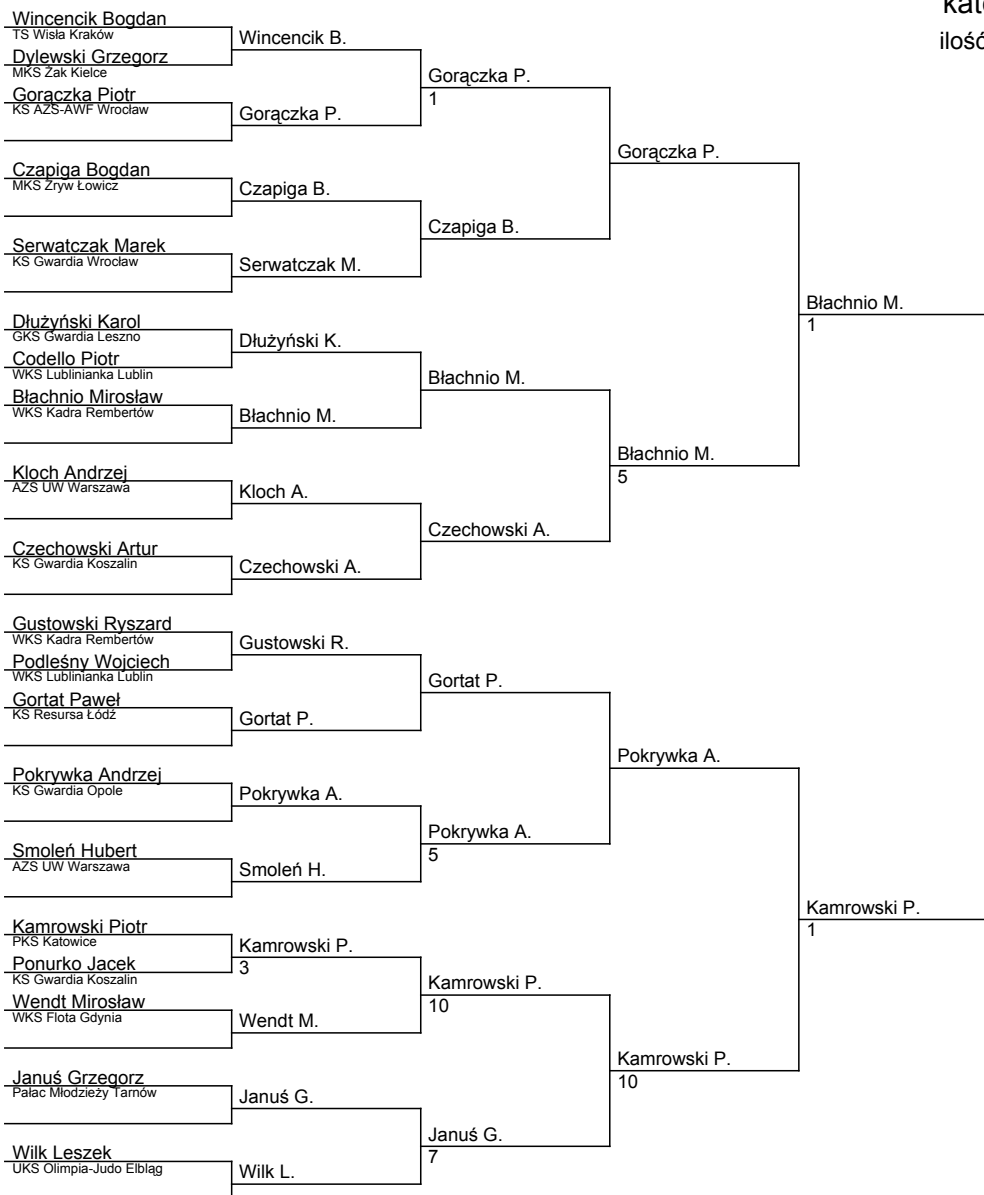 kate
ilość
Wincencik Bogdan
TS Wisła Kraków
Wincencik B.
Dylewski Grzegorz
MKS Żak Kielce
Gorączka P.
1
Gorączka Piotr
KS AZS-AWF Wrocław
Gorączka P.
Gorączka P.
Czapiga Bogdan
MKS Zryw Łowicz
Czapiga B.
Czapiga B.
Serwatczak Marek
KS Gwardia Wrocław
Serwatczak M.
Błachnio M.
1
Dłużyński Karol
GKS Gwardia Leszno
Dłużyński K.
Codello Piotr
WKS Lublinianka Lublin
Błachnio M.
Błachnio Mirosław
WKS Kadra Rembertów
Błachnio M.
Błachnio M.
5
Kloch Andrzej
AZS UW Warszawa
Kloch A.
Czechowski A.
Czechowski Artur
KS Gwardia Koszalin
Czechowski A.
Gustowski Ryszard
WKS Kadra Rembertów
Gustowski R.
Podleśny Wojciech
WKS Lublinianka Lublin
Gortat P.
Gortat Paweł
KS Resursa Łódź
Gortat P.
Pokrywka A.
Pokrywka Andrzej
KS Gwardia Opole
Pokrywka A.
Pokrywka A.
5
Smoleń Hubert
AZS UW Warszawa
Smoleń H.
Kamrowski P.
1
Kamrowski Piotr
PKS Katowice
Kamrowski P.
3
Ponurko Jacek
KS Gwardia Koszalin
Kamrowski P.
10
Wendt Mirosław
WKS Flota Gdynia
Wendt M.
Kamrowski P.
10
Januś Grzegorz
Pałac Młodzieży Tarnów
Januś G.
Januś G.
7
Wilk Leszek
UKS Olimpia-Judo Elbląg
Wilk L.